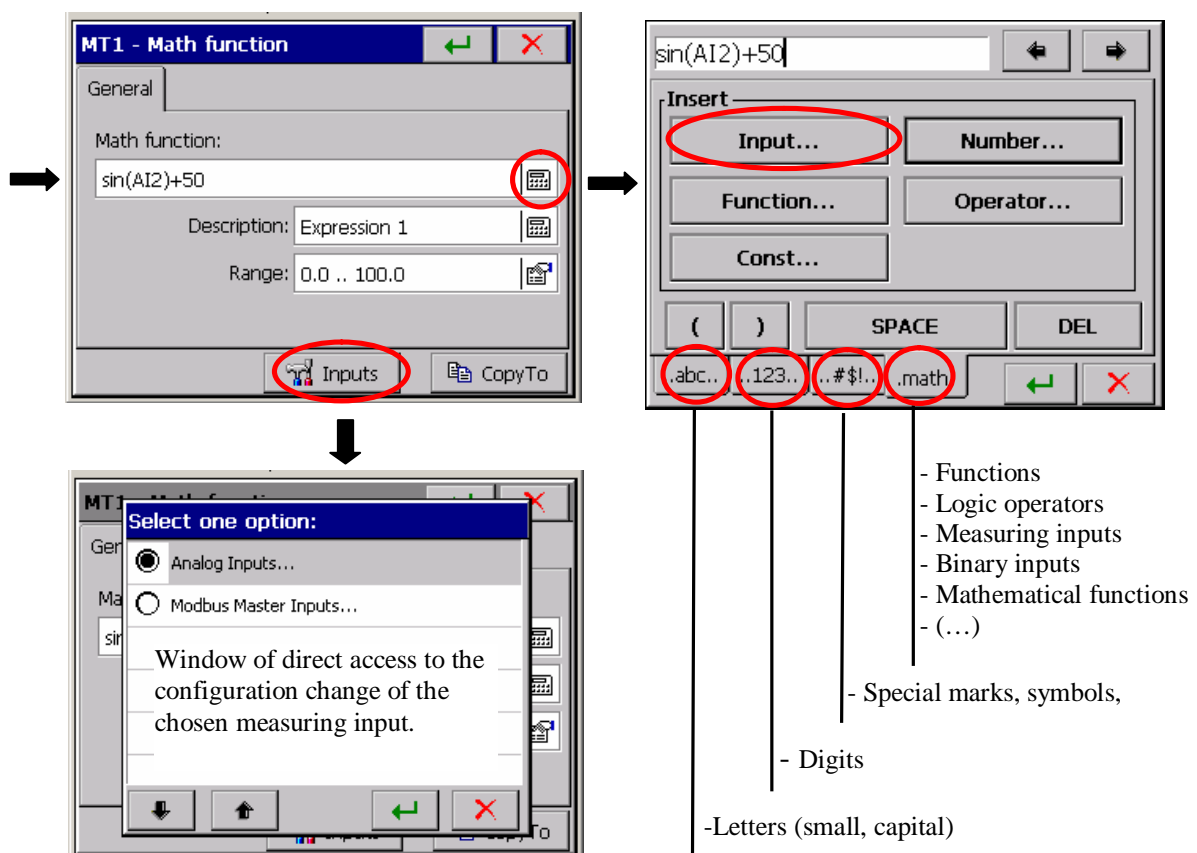 MT1 - Math function
General
Math function:
sin(AI2)+50
Description: Expression 1
Range: 0.0 .. 100.0
Inputs
CopyTo
sin(AI2)+50
Insert
Input...
Number...
Function...
Operator...
Const...
(
)
SPACE
DEL
.abc..
..123..
..#$!..
.math
- Functions
- Logic operators
- Measuring inputs
- Binary inputs
- Mathematical functions
- (…)
- Special marks, symbols,
- Digits
-Letters (small, capital)
MT1
Select one option:
Gen
Analog Inputs...
Ma
Modbus Master Inputs...
sin
Window of direct access to the
configuration change of the
chosen measuring input.